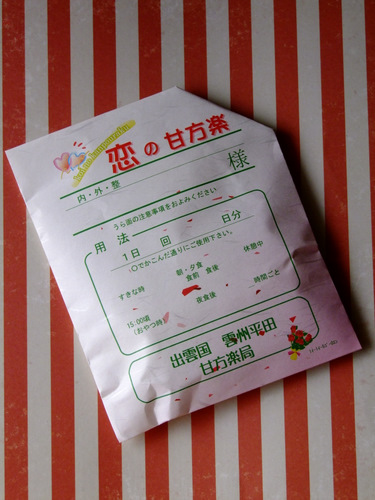 恋の甘方楽
内・外・整 様
うら面の注意事項をおよみください
用法 日分
1日 回
○でかこんだ通りにご使用下さい。
朝・夕食 休憩中
食前 食後
すきな時 時間ごと
夜食後
15:00頃
(おやつ時)
出雲国 雲州平田
甘方楽局